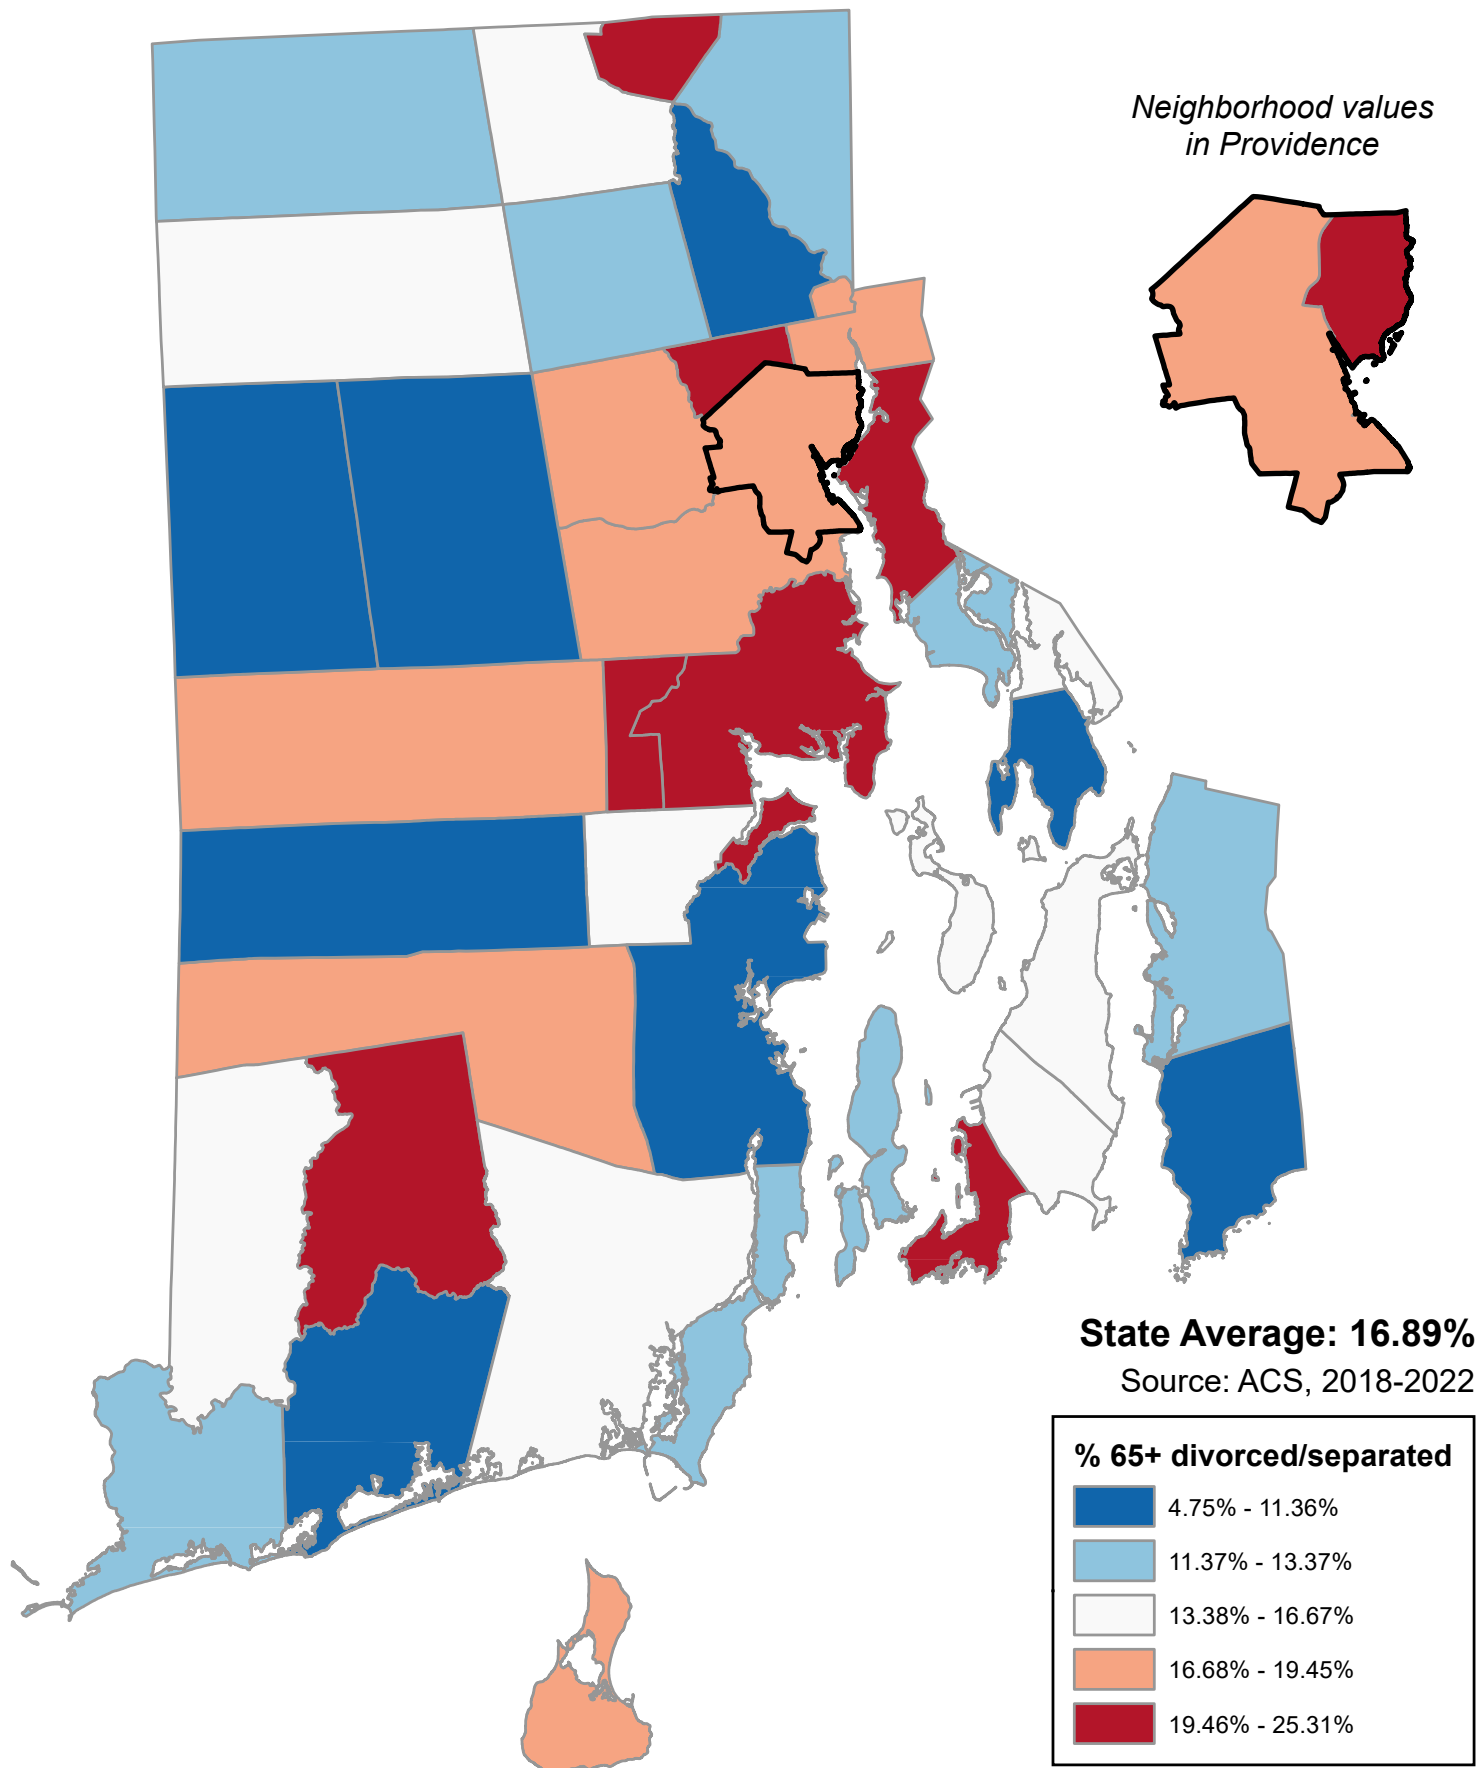 Neighborhood values
in Providence
State Average: 16.89%
Source: ACS, 2018-2022
% 65+ divorced/separated
4.75% - 11.36%
11.37% - 13.37%
13.38% - 16.67%
16.68% - 19.45%
19.46% - 25.31%